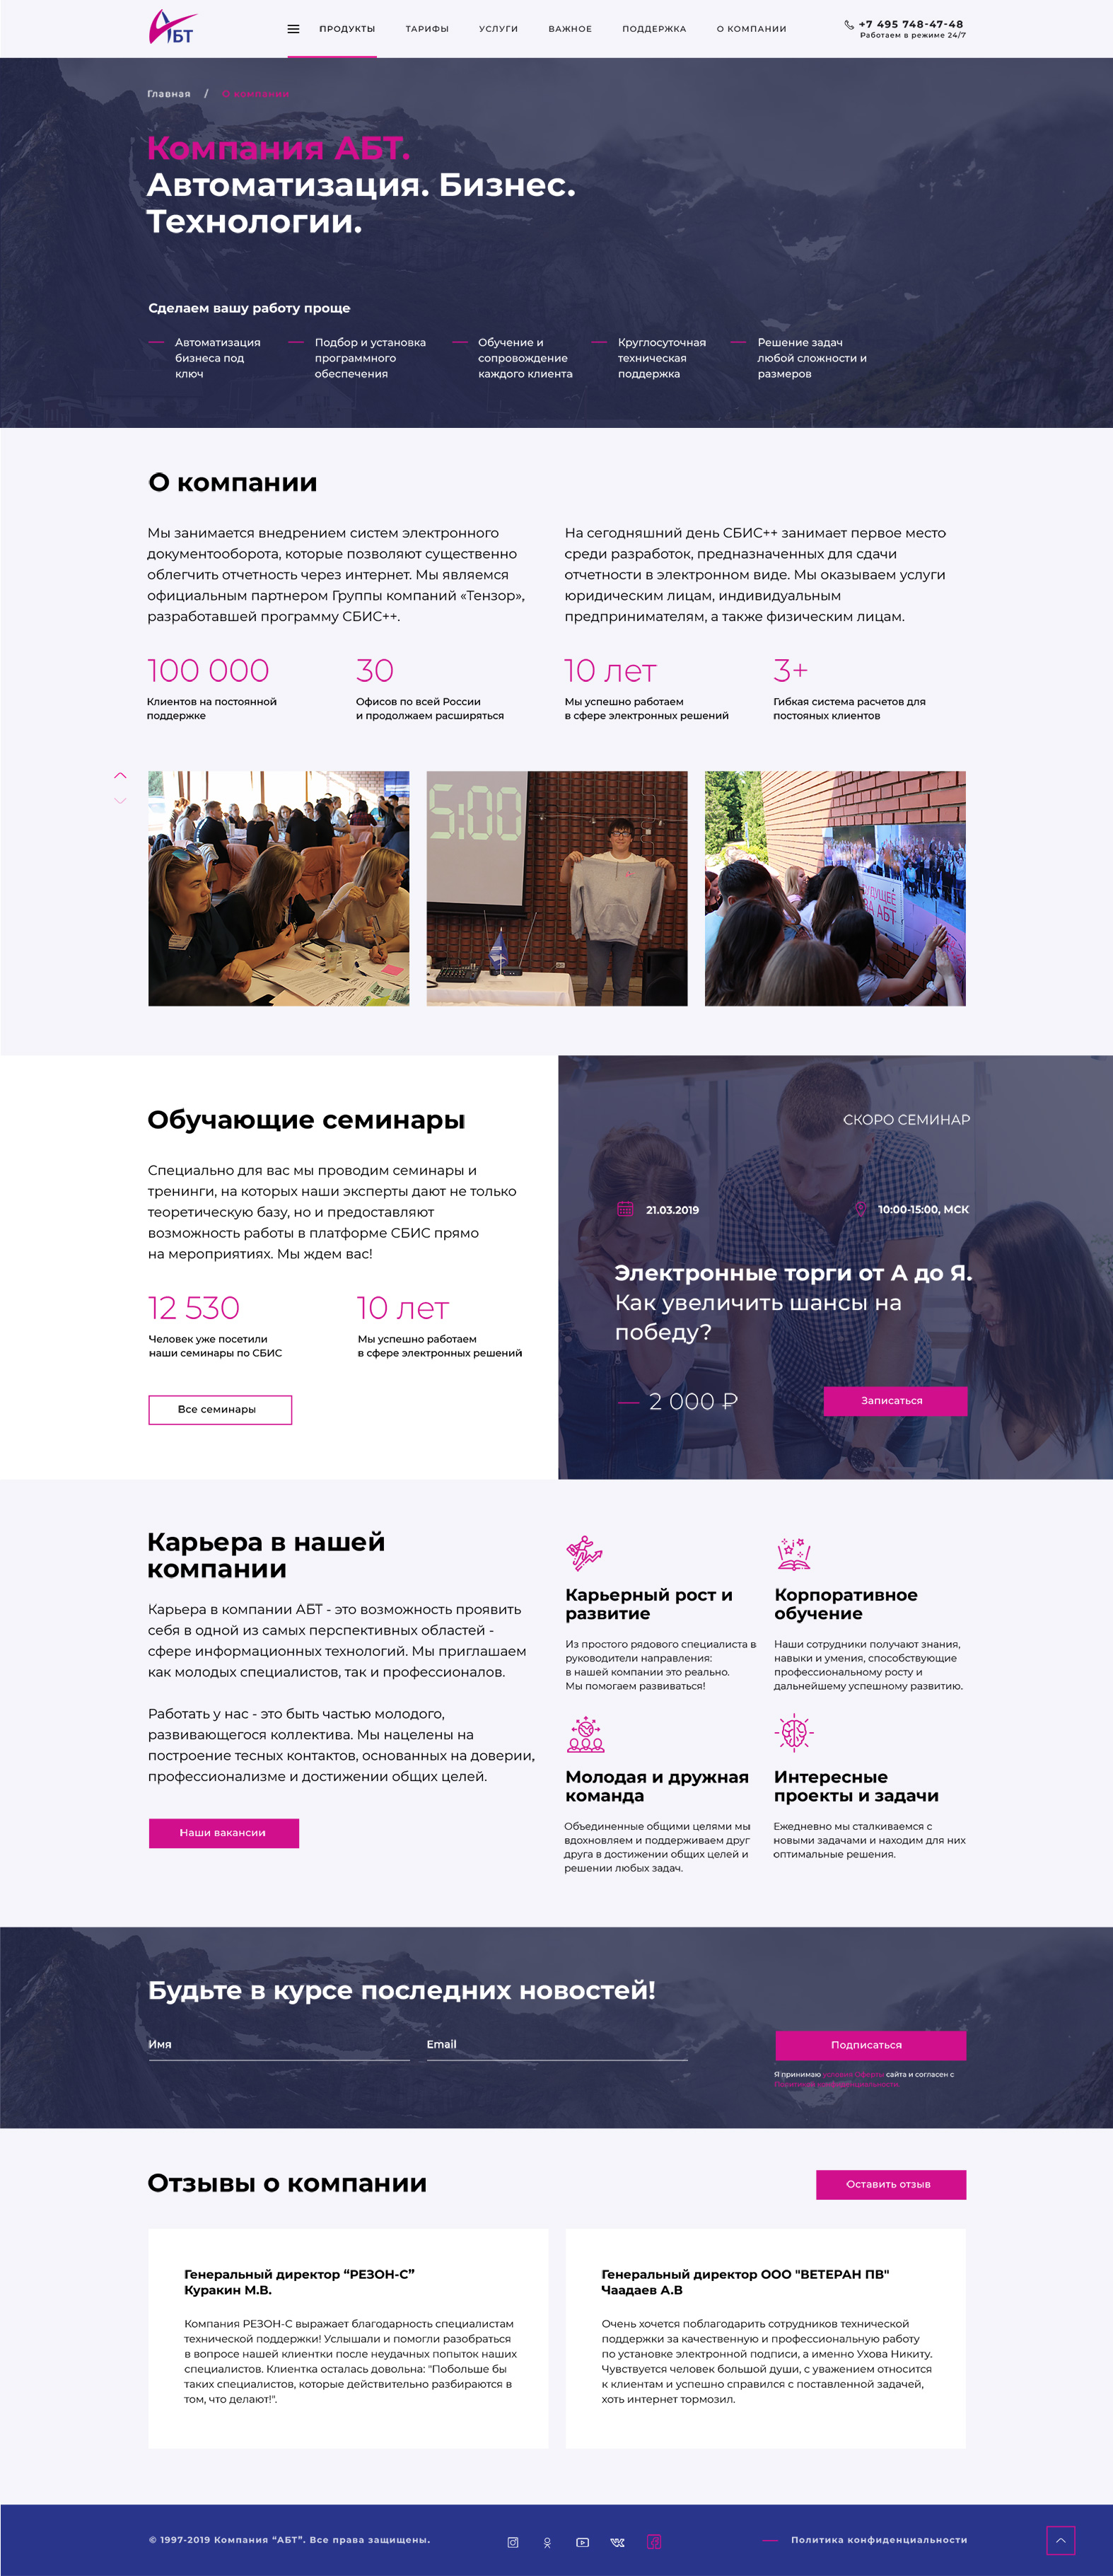 АБТ
ПРОДУКТЫ
ТАРИФЫ
УСЛУГИ
ВАЖНОЕ
ПОДДЕРЖКА
О КОМПАНИИ
+7 495 748-47-48
Работаем в режиме 24/7
Главная / О компании
Компания АБТ.
Автоматизация. Бизнес.
Технологии.
Сделаем вашу работу проще
Автоматизация
бизнеса под
ключ
Подбор и установка
программного
обеспечения
Обучение и
сопровождение
каждого клиента
Круглосуточная
техническая
поддержка
Решение задач
любой сложности и
размеров
О компании
Мы занимается внедрением систем электронного
документооборота, которые позволяют существенно
облегчить отчетность через интернет. Мы являемся
официальным партнером Группы компаний «Тензор»,
разработавшей программу СБИС++.
На сегодняшний день СБИС++ занимает первое место
среди разработок, предназначенных для сдачи
отчетности в электронном виде. Мы оказываем услуги
юридическим лицам, индивидуальным
предпринимателям, а также физическим лицам.
100 000
Клиентов на постоянной
поддержке
30
Офисов по всей России
и продолжаем расширяться
10 лет
Мы успешно работаем
в сфере электронных решений
3+
Гибкая система расчетов для
постояных клиентов
5:00
БУДУЩЕЕ
ЗА АБТ
Обучающие семинары
Специально для вас мы проводим семинары и
тренинги, на которых наши эксперты дают не только
теоретическую базу, но и предоставляют
возможность работы в платформе СБИС прямо
на мероприятиях. Мы ждем вас!
12 530
Человек уже посетили
наши семинары по СБИС
10 лет
Мы успешно работаем
в сфере электронных решений
Все семинары
СКОРО СЕМИНАР
21.03.2019
10:00-15:00, МСК
Электронные торги от А до Я.
Как увеличить шансы на
победу?
2 000 ₽
Записаться
Карьера в нашей
компании
Карьера в компании АБТ - это возможность проявить
себя в одной из самых перспективных областей -
сфере информационных технологий. Мы приглашаем
как молодых специалистов, так и профессионалов.
Работать у нас - это быть частью молодого,
развивающегося коллектива. Мы нацелены на
построение тесных контактов, основанных на доверии,
профессионализме и достижении общих целей.
Наши вакансии
Карьерный рост и
развитие
Из простого рядового специалиста в
руководители направления:
в нашей компании это реально.
Мы помогаем развиваться!
Корпоративное
обучение
Наши сотрудники получают знания,
навыки и умения, способствующие
профессиональному росту и
дальнейшему успешному развитию.
Молодая и дружная
команда
Объединенные общими целями мы
вдохновляем и поддерживаем друг
друга в достижении общих целей и
решении любых задач.
Интересные
проекты и задачи
Ежедневно мы сталкиваемся с
новыми задачами и находим для них
оптимальные решения.
Будьте в курсе последних новостей!
Имя
Email
Подписаться
Я принимаю условия Оферты сайта и согласен с
Политикой конфиденциальности
Отзывы о компании
Оставить отзыв
Генеральный директор “РЕЗОН-С”
Куракин М.В.
Компания РЕЗОН-С выражает благодарность специалистам
технической поддержки! Услышали и помогли разобраться
в вопросе нашей клиентки после неудачных попыток наших
специалистов. Клиентка осталась довольна: "Побольше бы
таких специалистов, которые действительно разбираются в
том, что делают!".
Генеральный директор ООО "ВЕТЕРАН ПВ"
Чаадаев А.В
Очень хочется поблагодарить сотрудников технической
поддержки за качественную и профессиональную работу
по установке электронной подписи, а именно Ухова Никиту.
Чувствуется человек большой души, с уважением относится
к клиентам и успешно справился с поставленной задачей,
хоть интернет тормозил.
© 1997-2019 Компания “АБТ”. Все права защищены.
Политика конфиденциальности